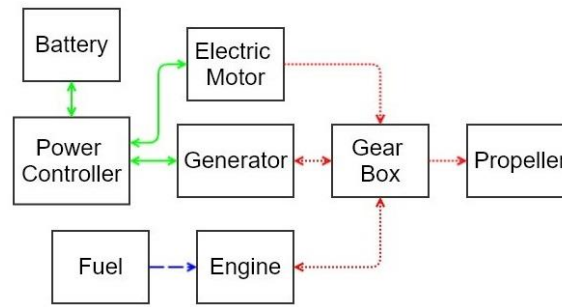 Battery
Electric
Motor
Power
Controller
Generator
Gear
Box
Propeller
Fuel
Engine